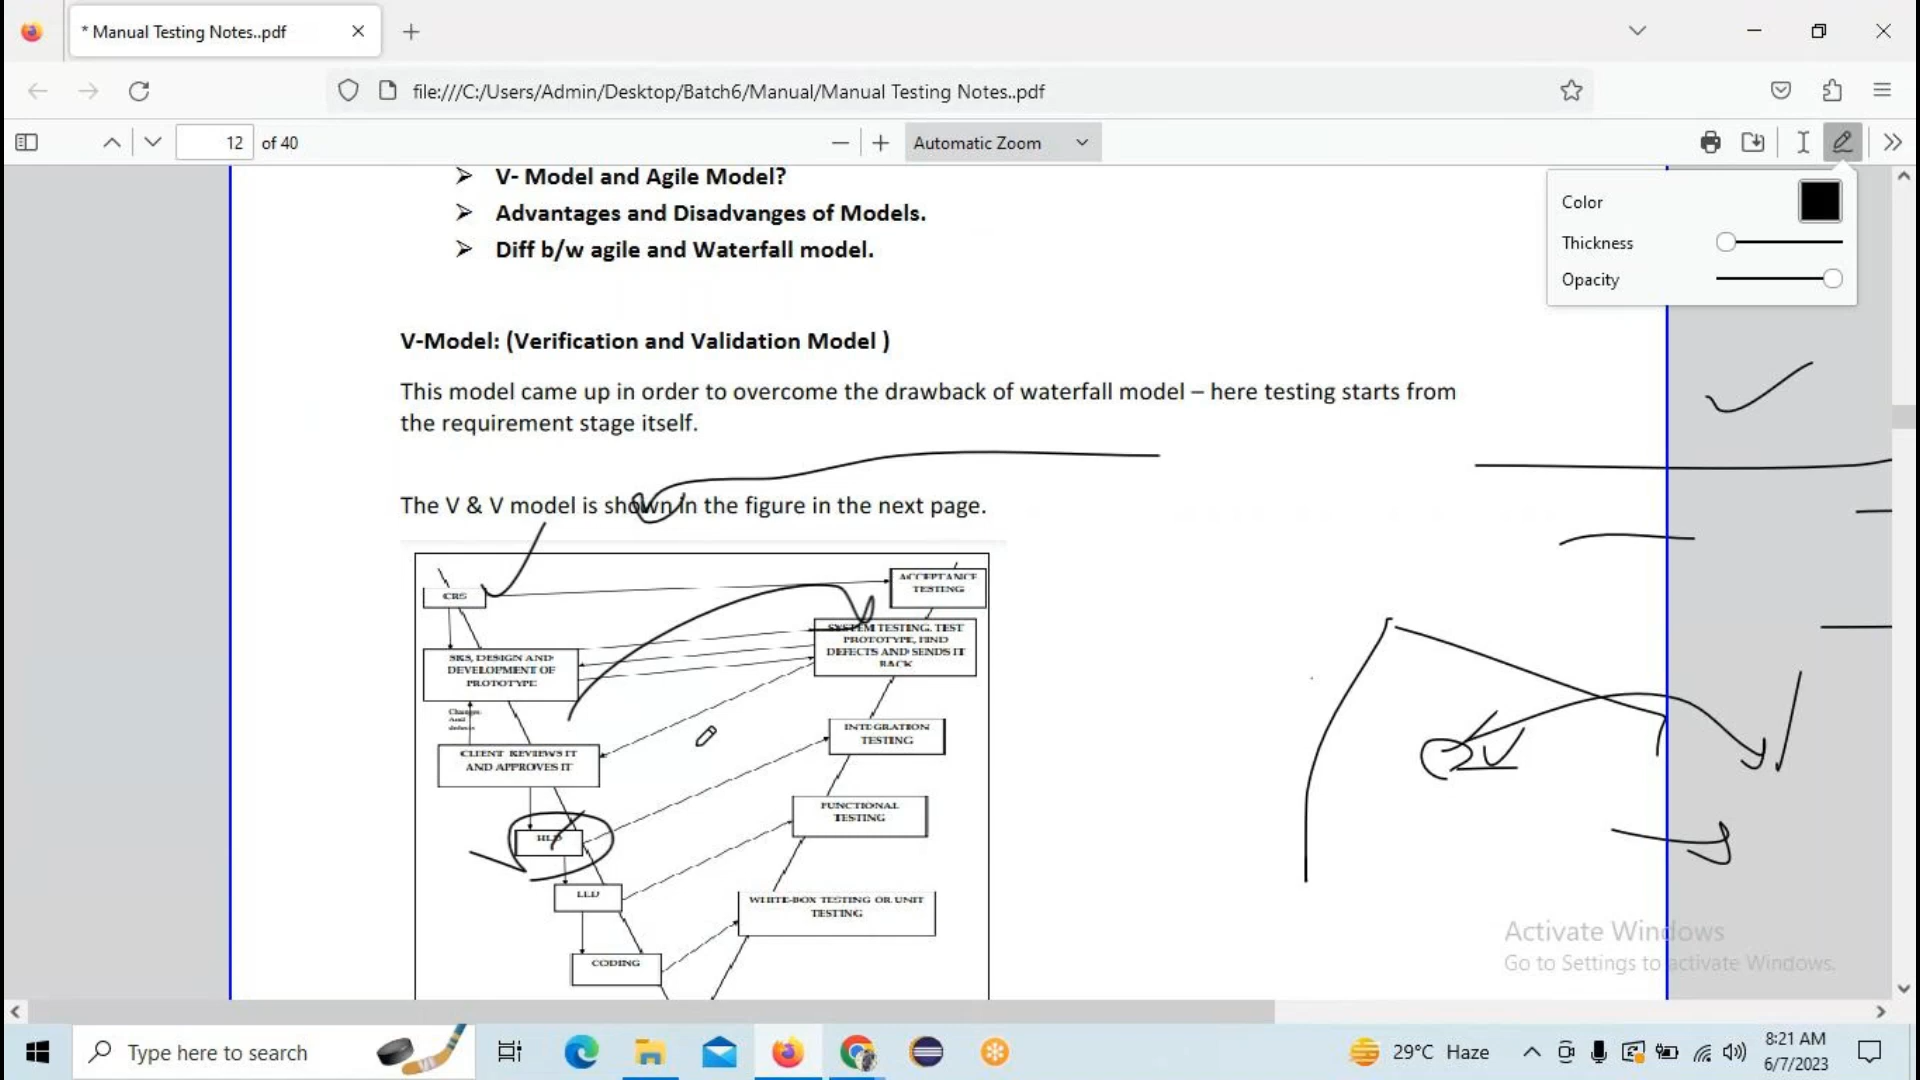 * Manual Testing Notes..pdf
file:///C:/Users/Admin/Desktop/Batch6/Manual/Manual Testing Notes..pdf
12 of 40
Automatic Zoom
Color
Thickness
Opacity
➢ V- Model and Agile Model?
➢ Advantages and Disadvanges of Models.
➢ Diff b/w agile and Waterfall model.
V-Model: (Verification and Validation Model )
This model came up in order to overcome the drawback of waterfall model – here testing starts from
the requirement stage itself.
The V & V model is shown in the figure in the next page.
CRS
ACCEPTANCE
TESTING
SYSTEM TESTING, TEST
PROTOTYPE, FIND
DEFECTS AND SENDS IT
BACK
SRS, DESIGN AND
DEVELOPMENT OF
PROTOTYPE
Changes
And
defects
CLIENT REVIEWS IT
AND APPROVES IT
INTEGRATION
TESTING
HLD
FUNCTIONAL
TESTING
LLD
WHITE-BOX TESTING OR UNIT
TESTING
CODING
Activate Windows
Go to Settings to activate Windows.
Type here to search
29°C Haze
8:21 AM
6/7/2023